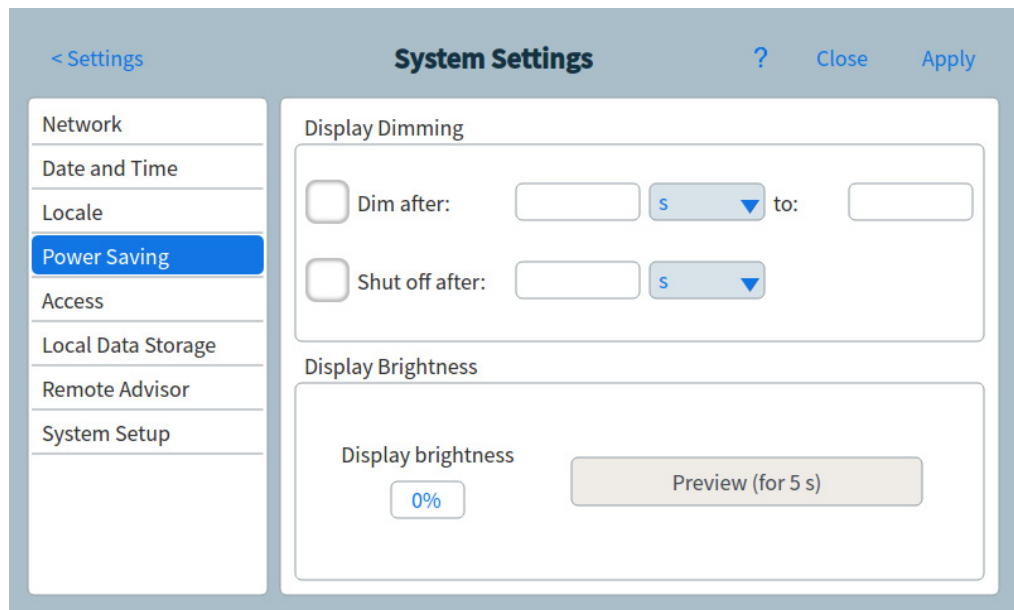 < Settings
System Settings
?
Close
Apply
Network
Date and Time
Locale
Power Saving
Access
Local Data Storage
Remote Advisor
System Setup
Display Dimming
Dim after:
s
to:
Shut off after:
s
Display Brightness
Display brightness
0%
Preview (for 5 s)